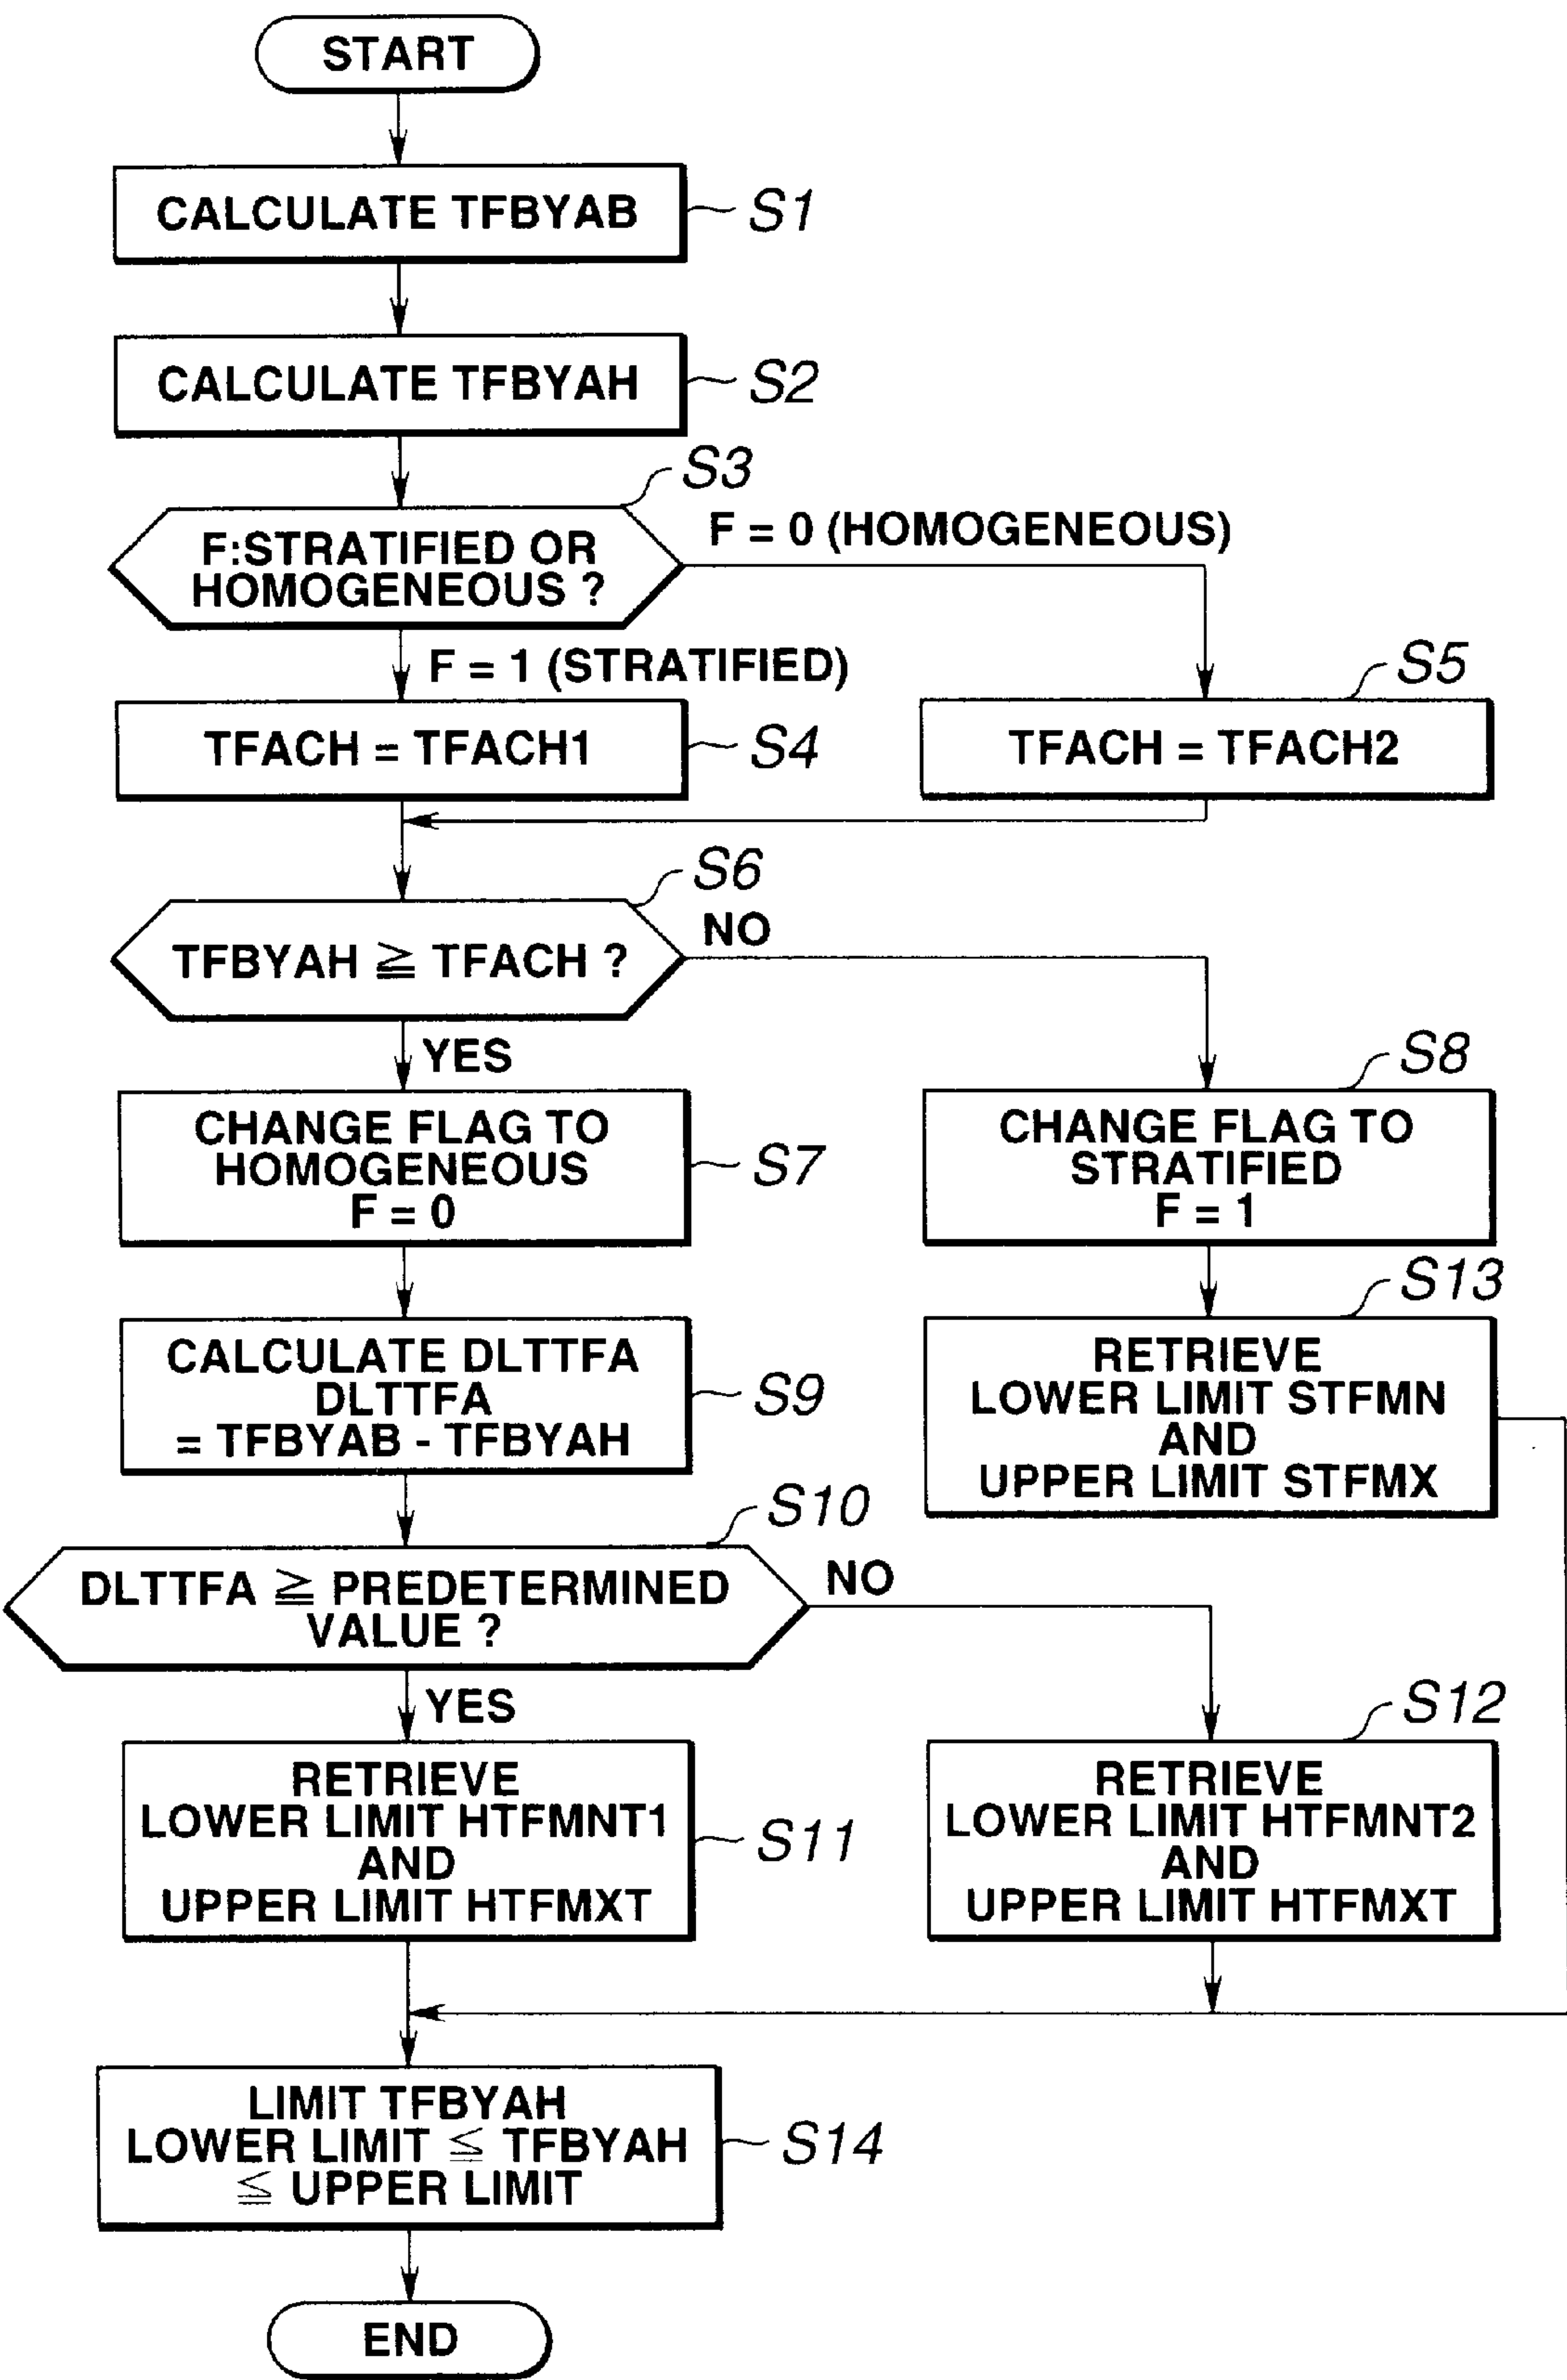 START
CALCULATE TFBYAB
S1
CALCULATE TFBYAH
S2
S3
F:STRATIFIED OR
HOMOGENEOUS ?
F = 0 (HOMOGENEOUS)
F = 1 (STRATIFIED)
TFACH = TFACH1
S4
S5
TFACH = TFACH2
S6
TFBYAH ≧ TFACH ?
NO
YES
CHANGE FLAG TO
HOMOGENEOUS
F = 0
S7
S8
CHANGE FLAG TO
STRATIFIED
F = 1
CALCULATE DLTTFA
DLTTFA
= TFBYAB - TFBYAH
S9
S13
RETRIEVE
LOWER LIMIT STFMN
AND
UPPER LIMIT STFMX
S10
DLTTFA ≧ PREDETERMINED
VALUE ?
NO
YES
RETRIEVE
LOWER LIMIT HTFMNT1
AND
UPPER LIMIT HTFMXT
S11
S12
RETRIEVE
LOWER LIMIT HTFMNT2
AND
UPPER LIMIT HTFMXT
LIMIT TFBYAH
LOWER LIMIT ≦ TFBYAH
≦ UPPER LIMIT
S14
END